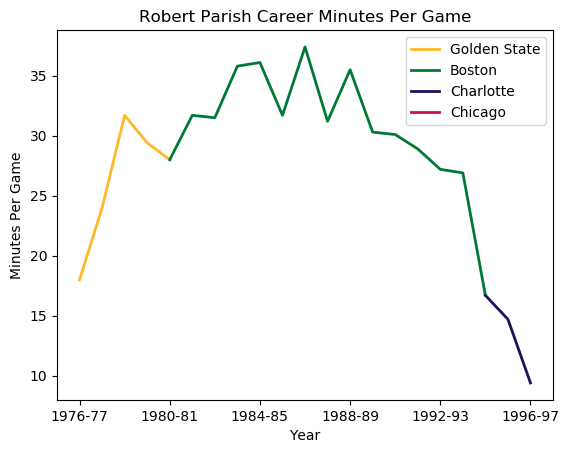 Robert Parish Career Minutes Per Game
Golden State
Boston
Charlotte
Chicago
Minutes Per Game
35
30
25
20
15
10
1976-77 1980-81 1984-85 1988-89 1992-93 1996-97
Year